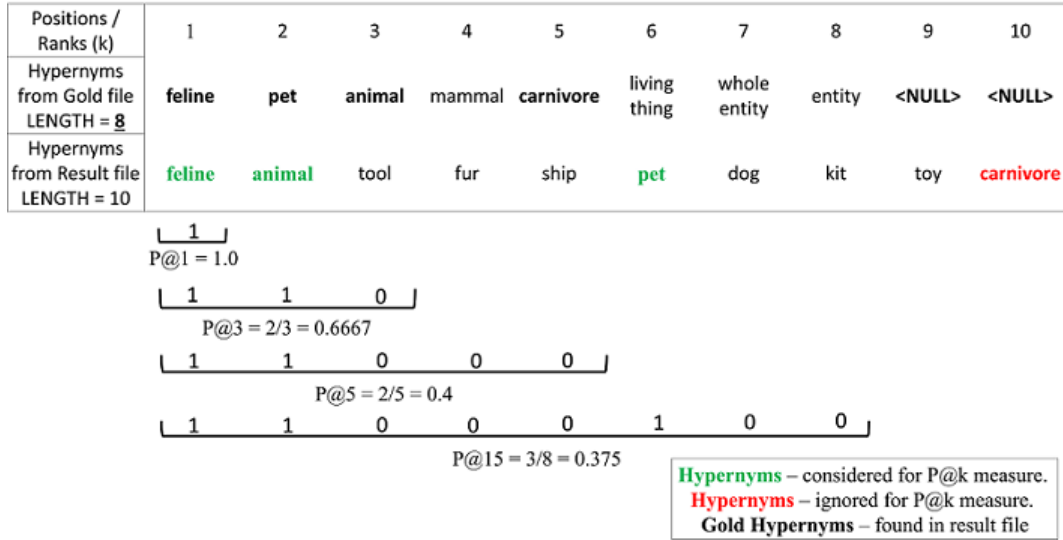 Positions / Ranks (k) 1 2 3 4 5 6 7 8 9 10
Hypernyms from Gold file LENGTH = 8 feline pet animal mammal carnivore living thing whole entity entity <NULL> <NULL>
Hypernyms from Result file LENGTH = 10 feline animal tool fur ship pet dog kit toy carnivore
1
P@1 = 1.0
1 1 0
P@3 = 2/3 = 0.6667
1 1 0 0 0
P@5 = 2/5 = 0.4
1 1 0 0 0 1 0 0
P@15 = 3/8 = 0.375
Hypernyms – considered for P@k measure.
Hypernyms – ignored for P@k measure.
Gold Hypernyms – found in result file